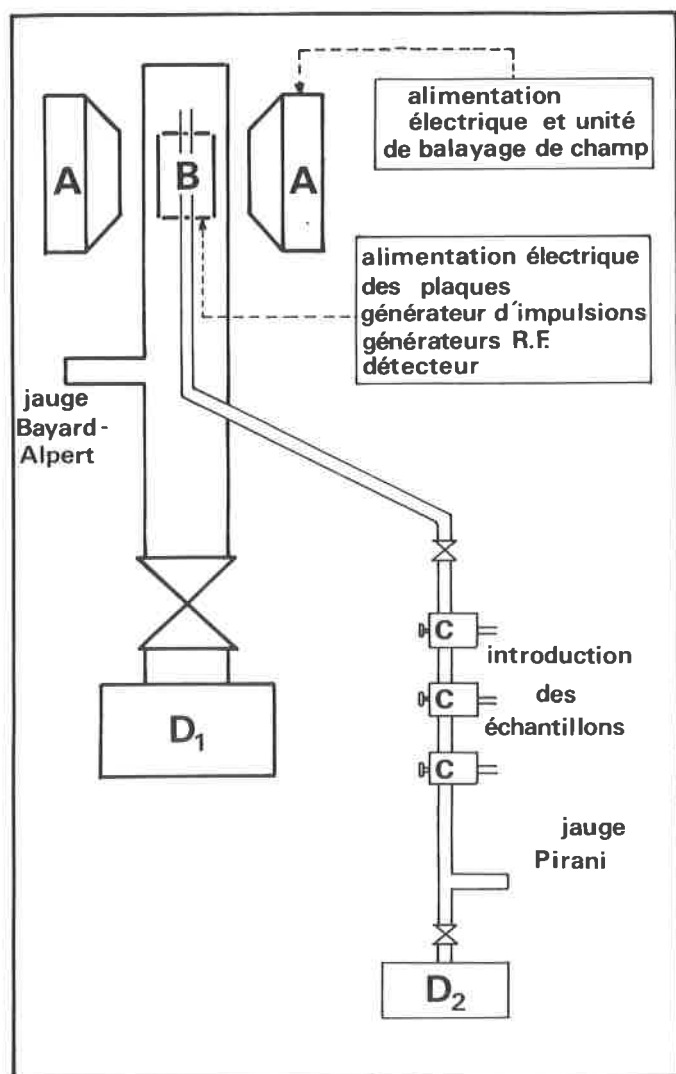 alimentation
électrique et unité
de balayage de champ
A
B
A
alimentation électrique
des plaques
générateur d'impulsions
générateurs R.F.
détecteur
jauge
Bayard-
Alpert
C
introduction
C
des
échantillons
C
D1
jauge
Pirani
D2